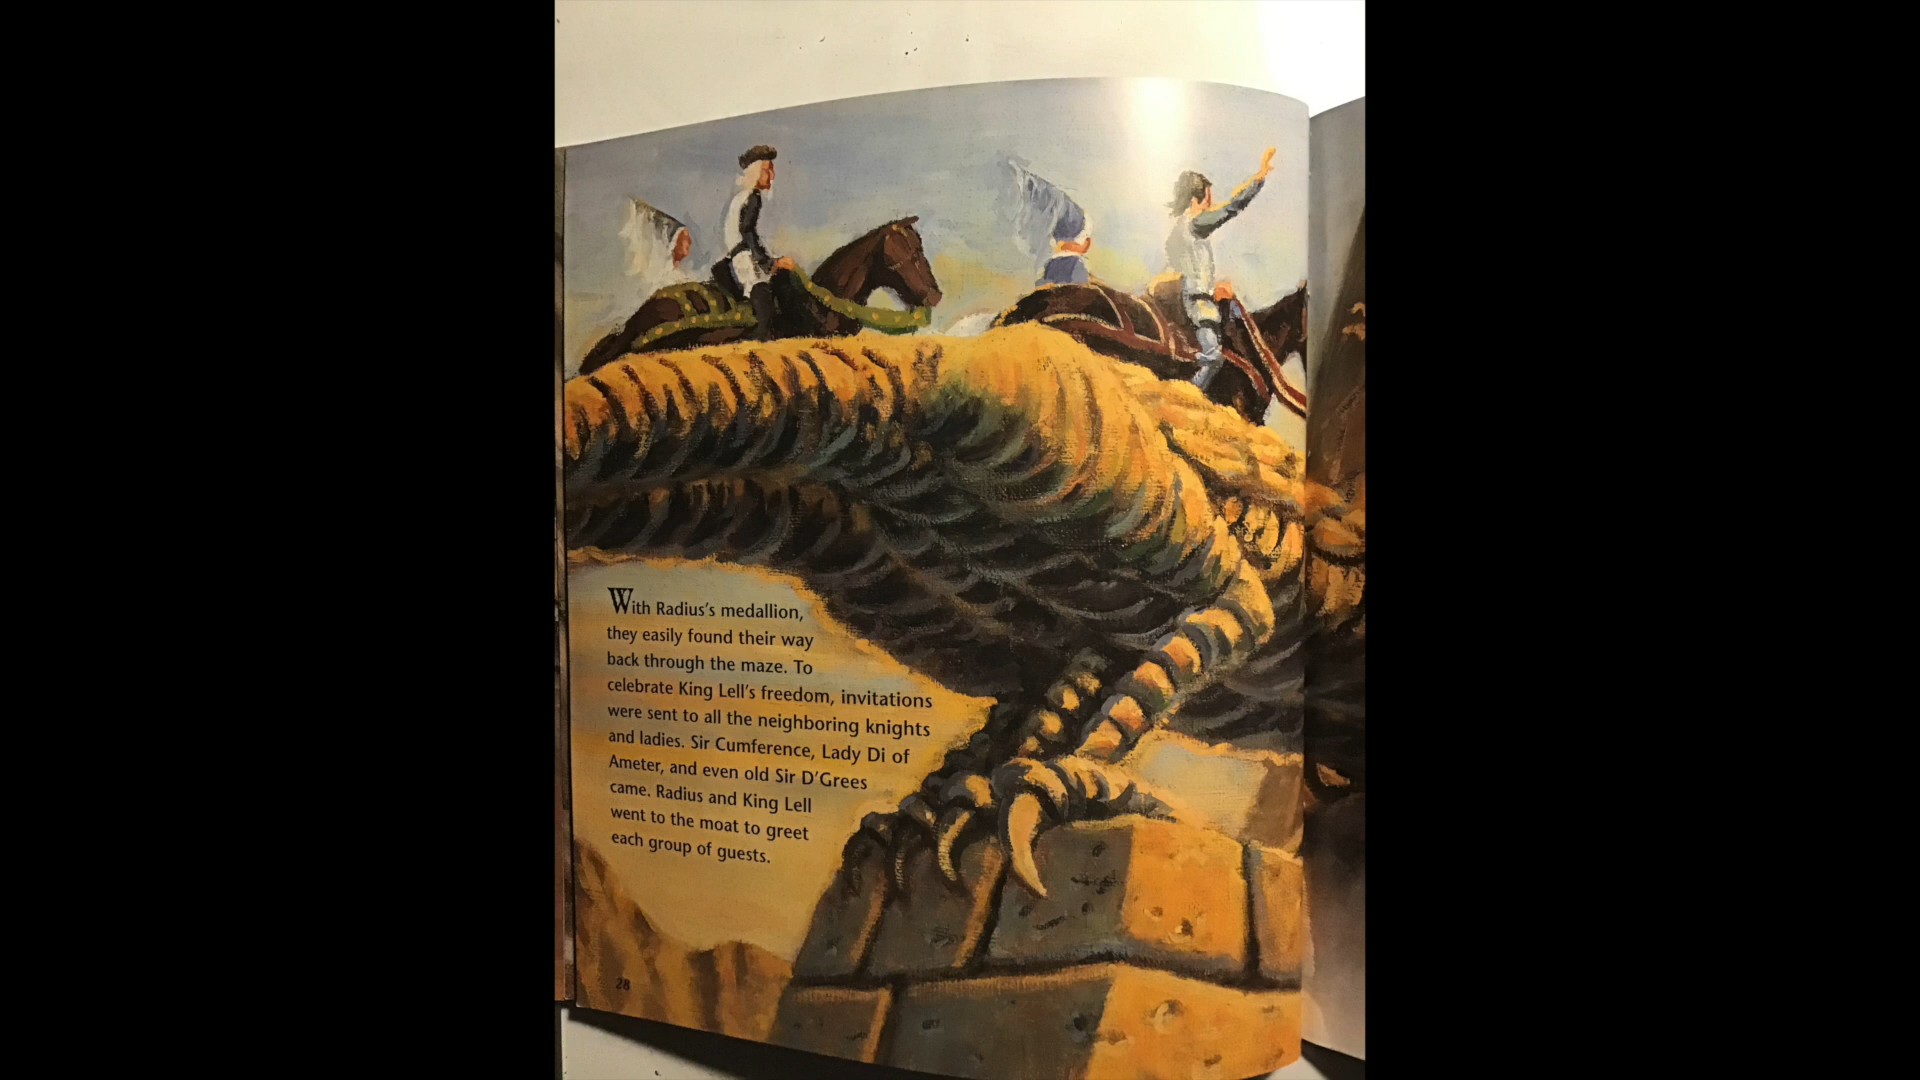 With Radius's medallion,
they easily found their way
back through the maze. To
celebrate King Lell's freedom, invitations
were sent to all the neighboring knights
and ladies. Sir Cumference, Lady Di of
Ameter, and even old Sir D'Grees
came. Radius and King Lell
went to the moat to greet
each group of guests.
28